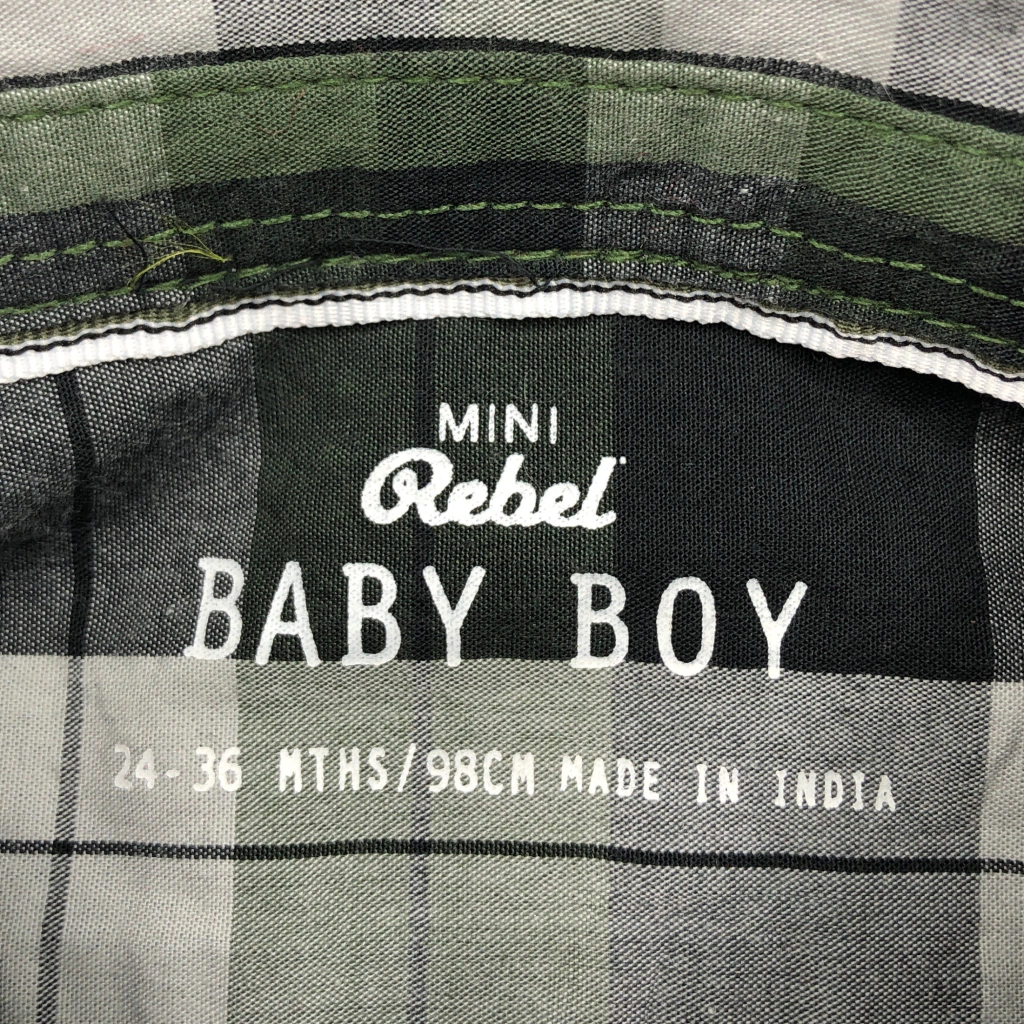 MINI
Rebel
BABY BOY
24-36 MTHS/98CM MADE IN INDIA